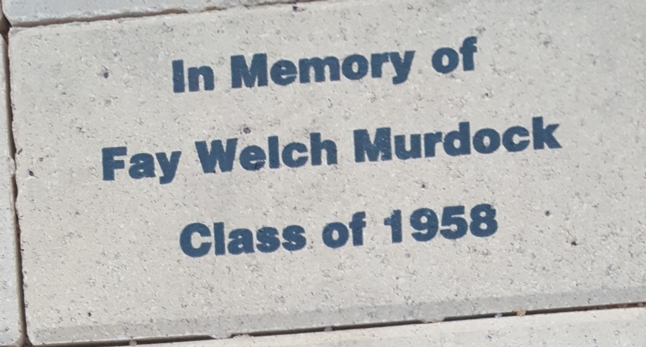 In Memory of
Fay Welch Murdock
Class of 1958